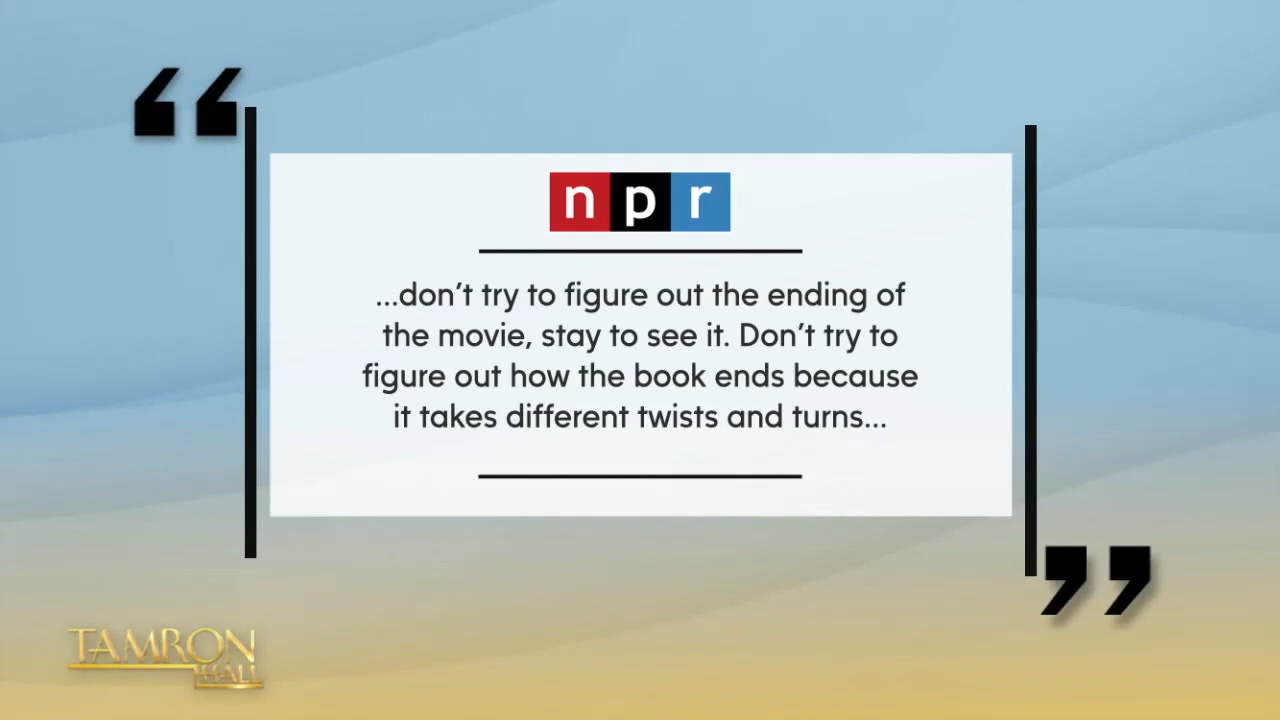 “
npr
...don’t try to figure out the ending of
the movie, stay to see it. Don’t try to
figure out how the book ends because
it takes different twists and turns...
”
TAMRON
HALL